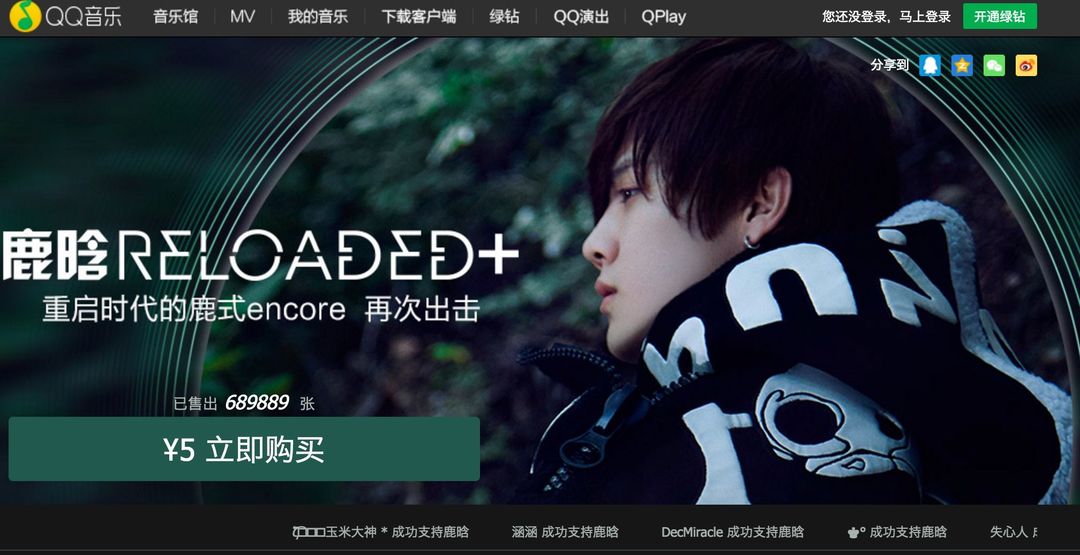 QQ音乐 音乐馆 MV 我的音乐 下载客户端 绿钻 QQ演出 QPlay 您还没登录，马上登录 开通绿钻
分享到
鹿晗RELOADED+
重启时代的鹿式encore 再次出击
已售出 689889 张
¥5 立即购买
玉米大神 * 成功支持鹿晗 涵涵 成功支持鹿晗 DecMiracle 成功支持鹿晗 成功支持鹿晗 失心人